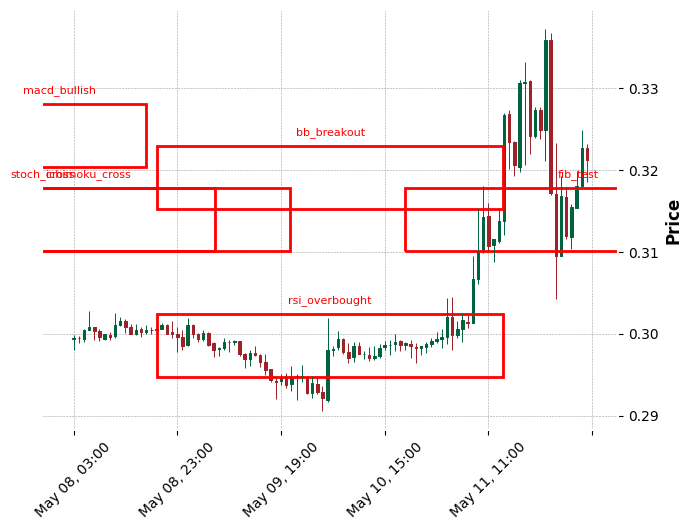 macd_bullish
0.33
bb_breakout
stoch_cross
ichimoku_cross
fib_test
0.32
0.31
Price
rsi_overbought
0.30
0.29
May 08, 03:00
May 08, 23:00
May 09, 19:00
May 10, 15:00
May 11, 11:00